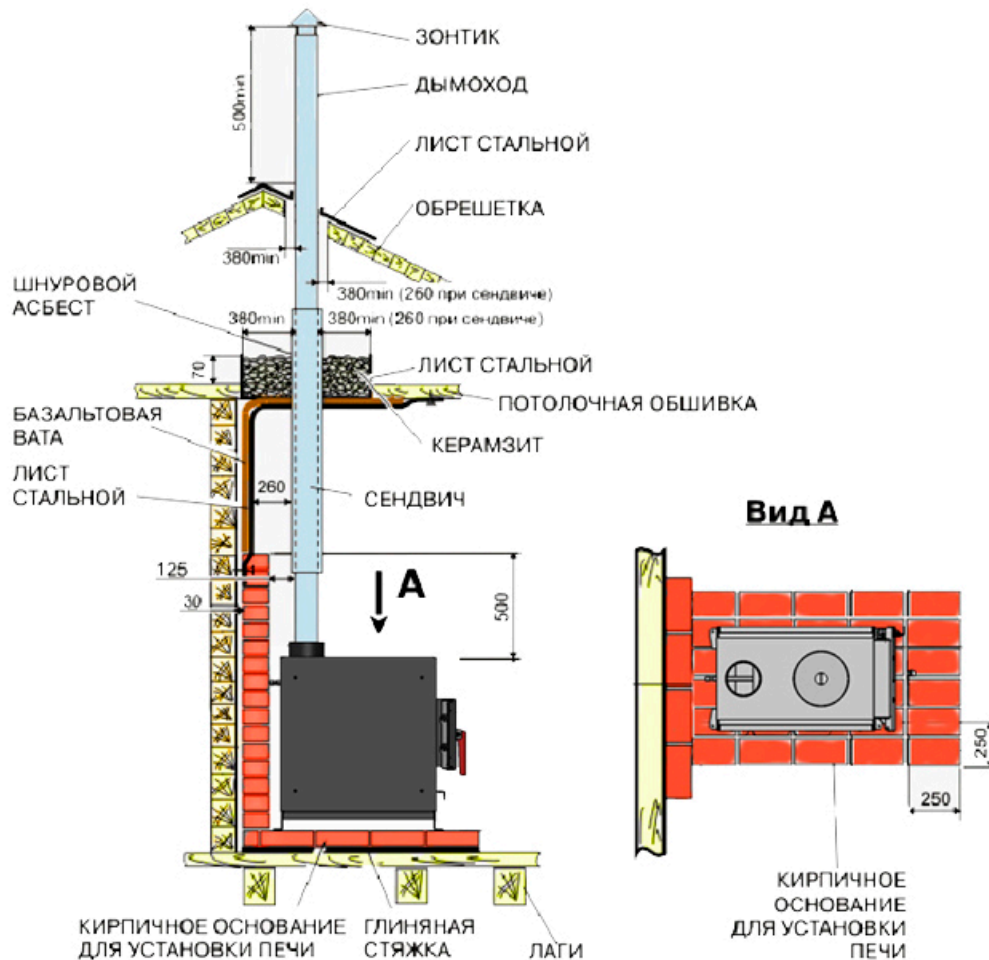 ЗОНТИК
500min
ДЫМОХОД
ЛИСТ СТАЛЬНОЙ
ОБРЕШЕТКА
380min
380min (260 при сендвиче)
ШНУРОВОЙ
АСБЕСТ
380min
380min (260 при сендвиче)
70
ЛИСТ СТАЛЬНОЙ
ПОТОЛОЧНАЯ ОБШИВКА
БАЗАЛЬТОВАЯ
ВАТА
КЕРАМЗИТ
ЛИСТ
СТАЛЬНОЙ
260
СЕНДВИЧ
125
30
А
500
КИРПИЧНОЕ ОСНОВАНИЕ
ДЛЯ УСТАНОВКИ ПЕЧИ
ГЛИНЯНАЯ
СТЯЖКА
ЛАГИ
Вид А
250
250
КИРПИЧНОЕ
ОСНОВАНИЕ
ДЛЯ УСТАНОВКИ
ПЕЧИ